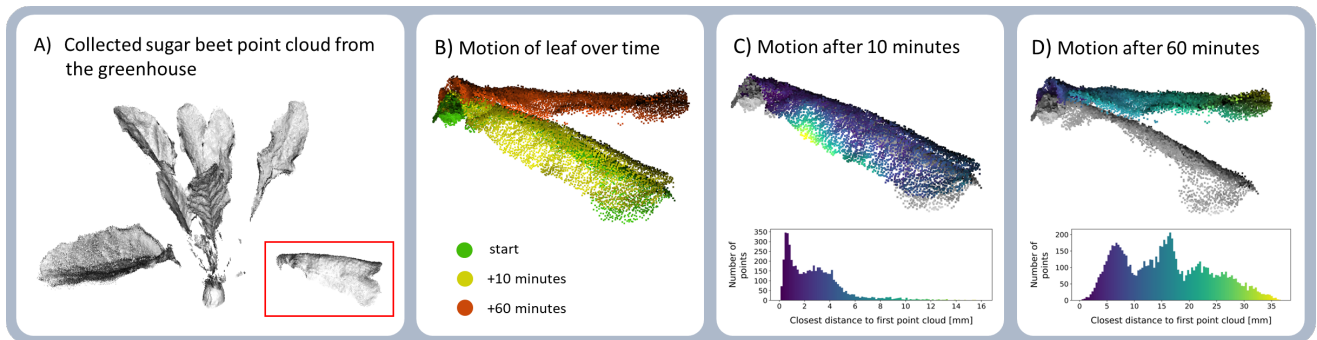 A) Collected sugar beet point cloud from
the greenhouse
B) Motion of leaf over time
start
+10 minutes
+60 minutes
C) Motion after 10 minutes
Number of
points
350
300
250
200
150
100
50
0
0 2 4 6 8 10 12 14 16
Closest distance to first point cloud [mm]
D) Motion after 60 minutes
Number of
points
200
150
100
50
0
0 5 10 15 20 25 30 35
Closest distance to first point cloud [mm]